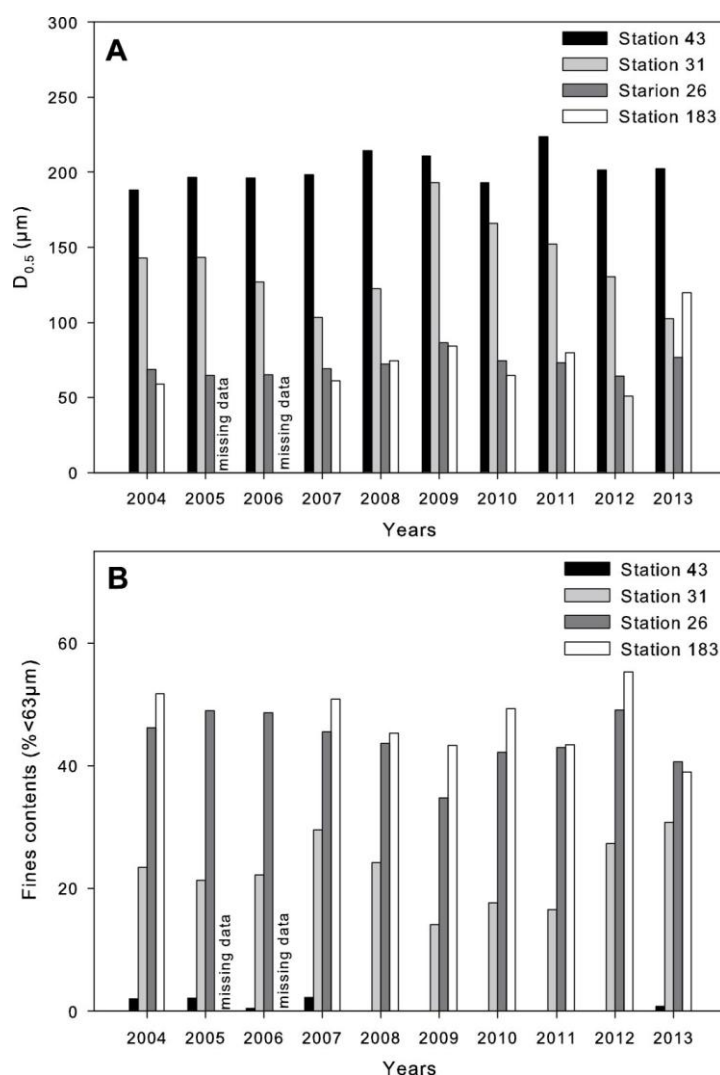 A
Station 43
Station 31
Starion 26
Station 183
D0.5 (µm)
300
250
200
150
100
50
0
missing data
missing data
2004 2005 2006 2007 2008 2009 2010 2011 2012 2013
Years
B
Station 43
Station 31
Station 26
Station 183
Fines contents (%<63µm)
60
40
20
0
missing data
missing data
2004 2005 2006 2007 2008 2009 2010 2011 2012 2013
Years